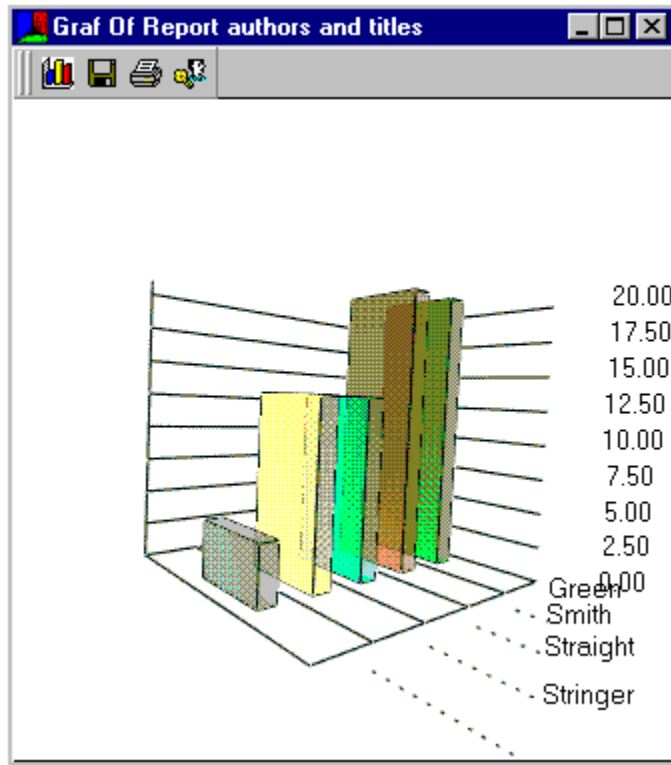 Graf Of Report authors and titles
20.00
17.50
15.00
12.50
10.00
7.50
5.00
2.50
0.00
Green
Smith
Straight
Stringer